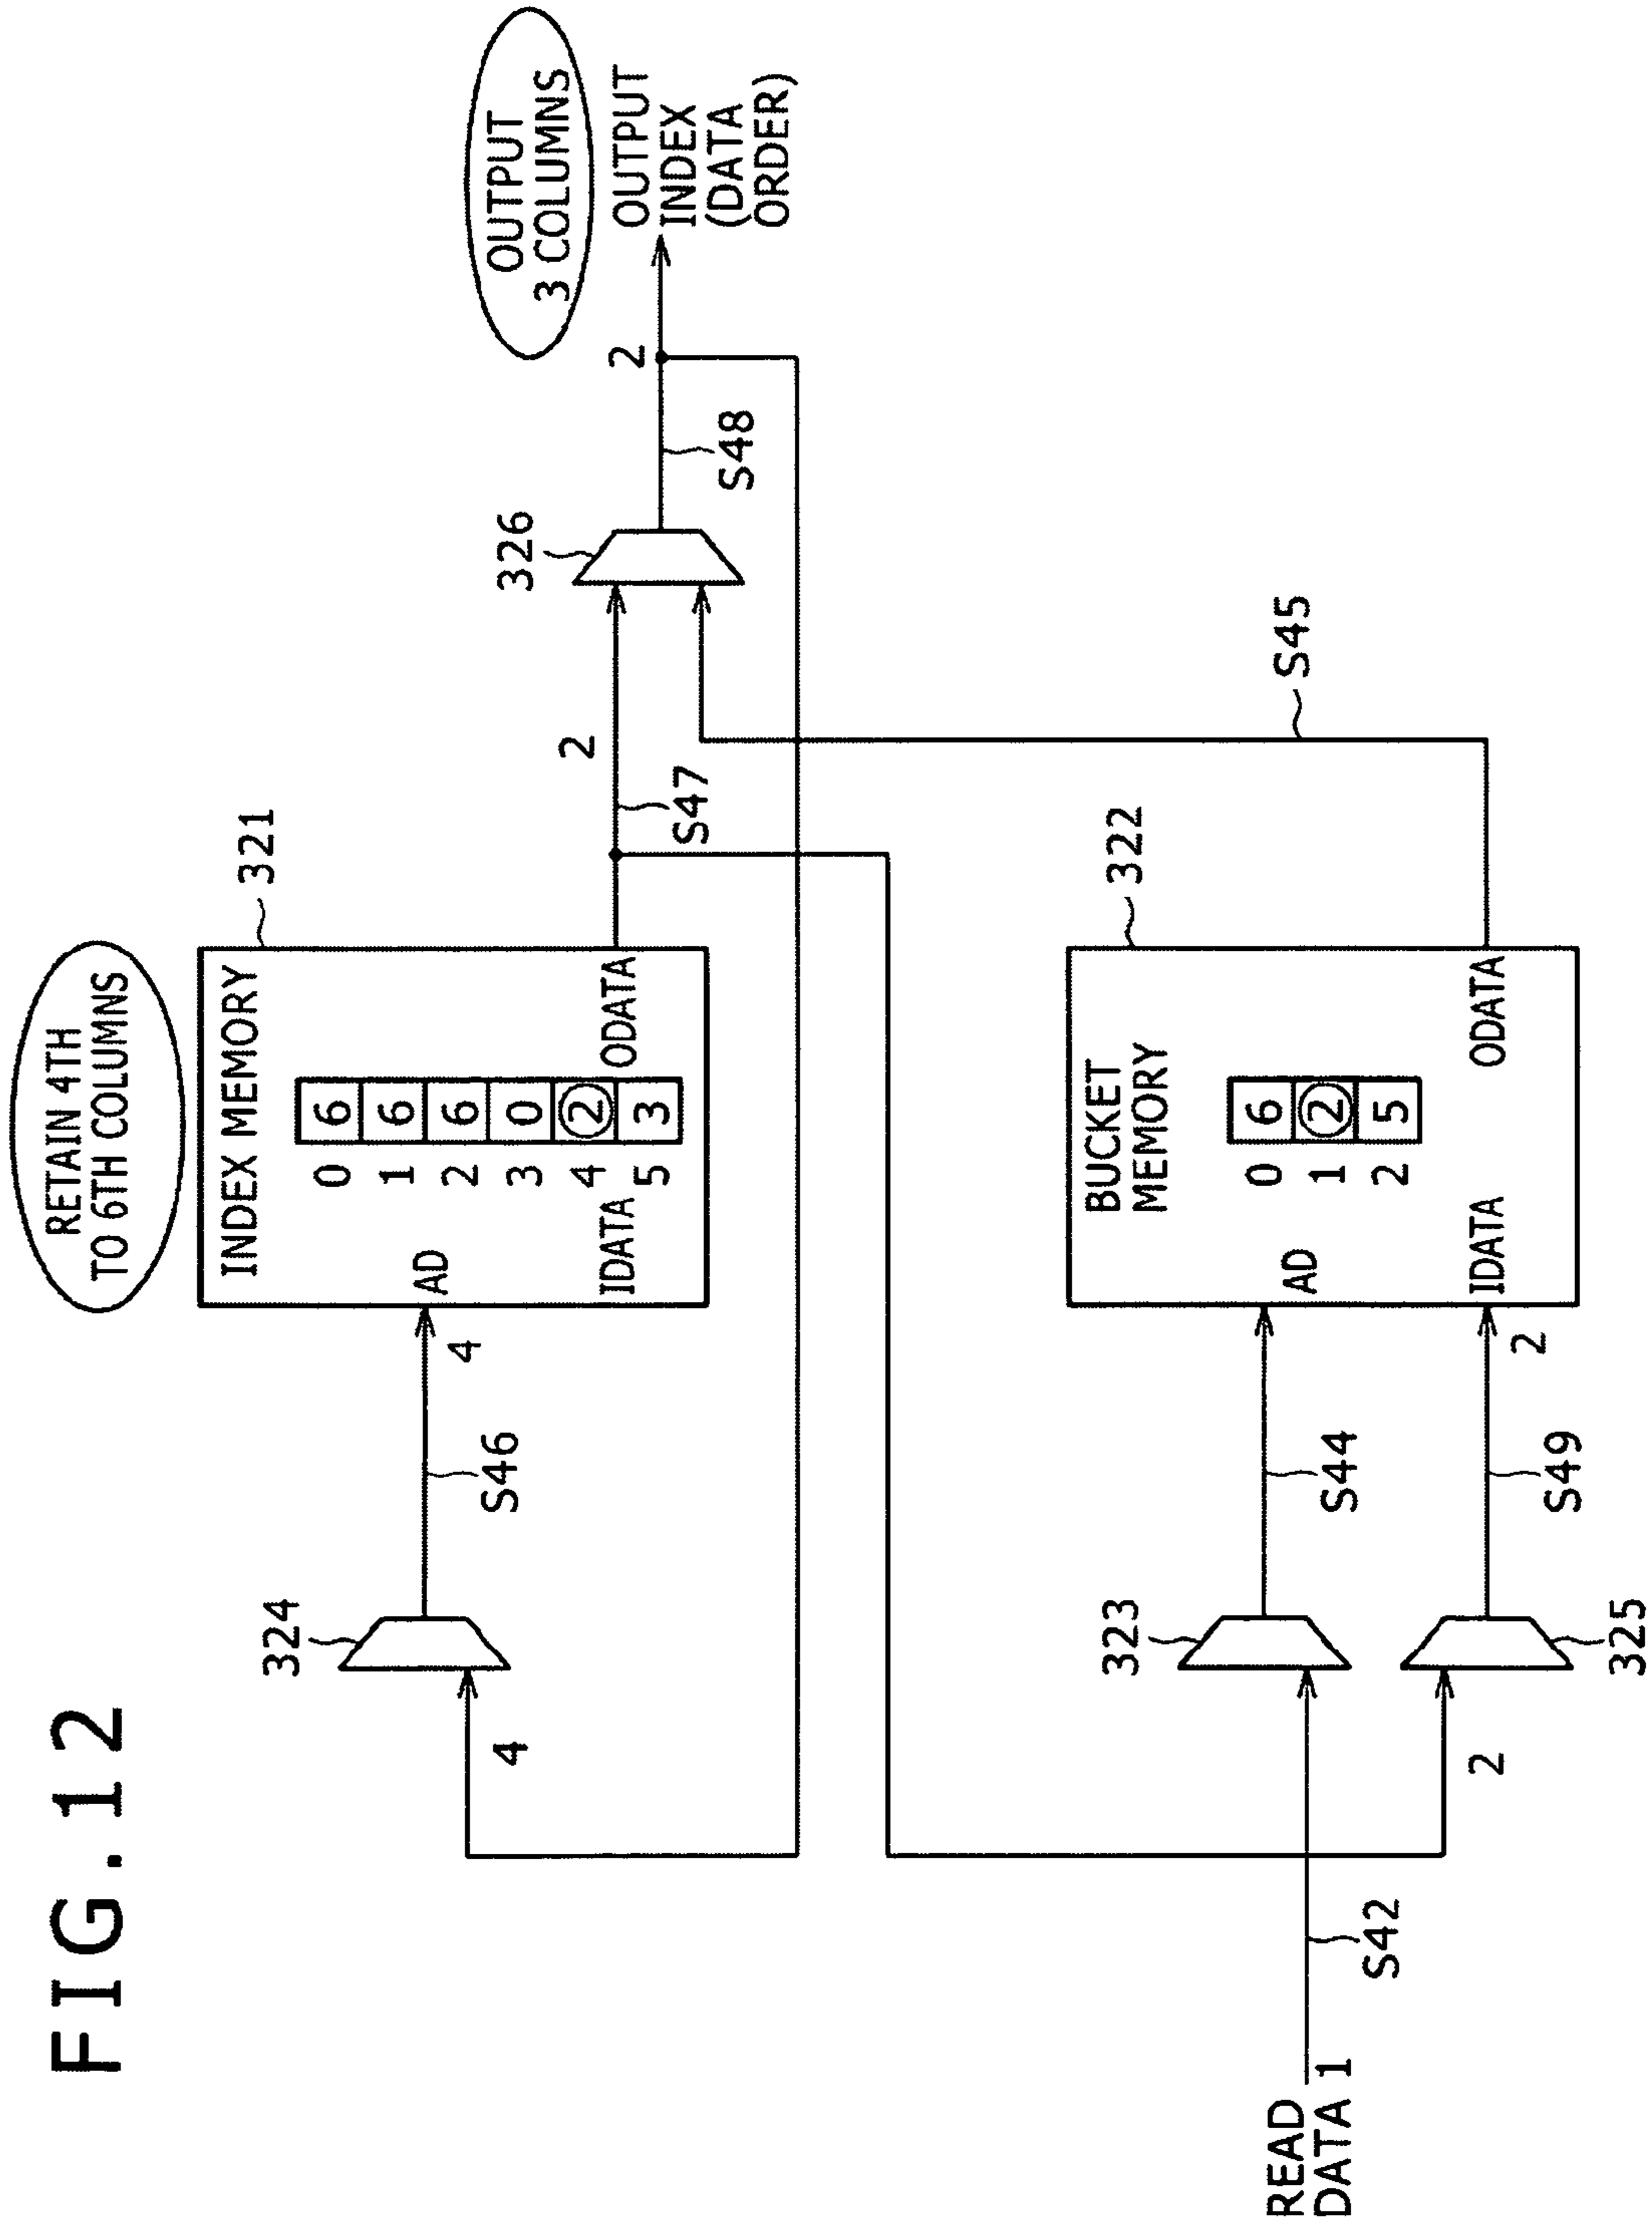 FIG.12
RETAIN 4TH
TO 6TH COLUMNS
OUTPUT
3 COLUMNS
INDEX MEMORY
321
AD
0 6
1 6
2 6
3 0
4 2
5 3
IDATA
ODATA
324
4
S46
4
2
S47
326
2
S48
OUTPUT
INDEX
(DATA
ORDER)
BUCKET
MEMORY
322
AD
0 6
1 2
2 5
IDATA
ODATA
S45
323
S44
325
2
S49
2
READ
DATA 1
S42